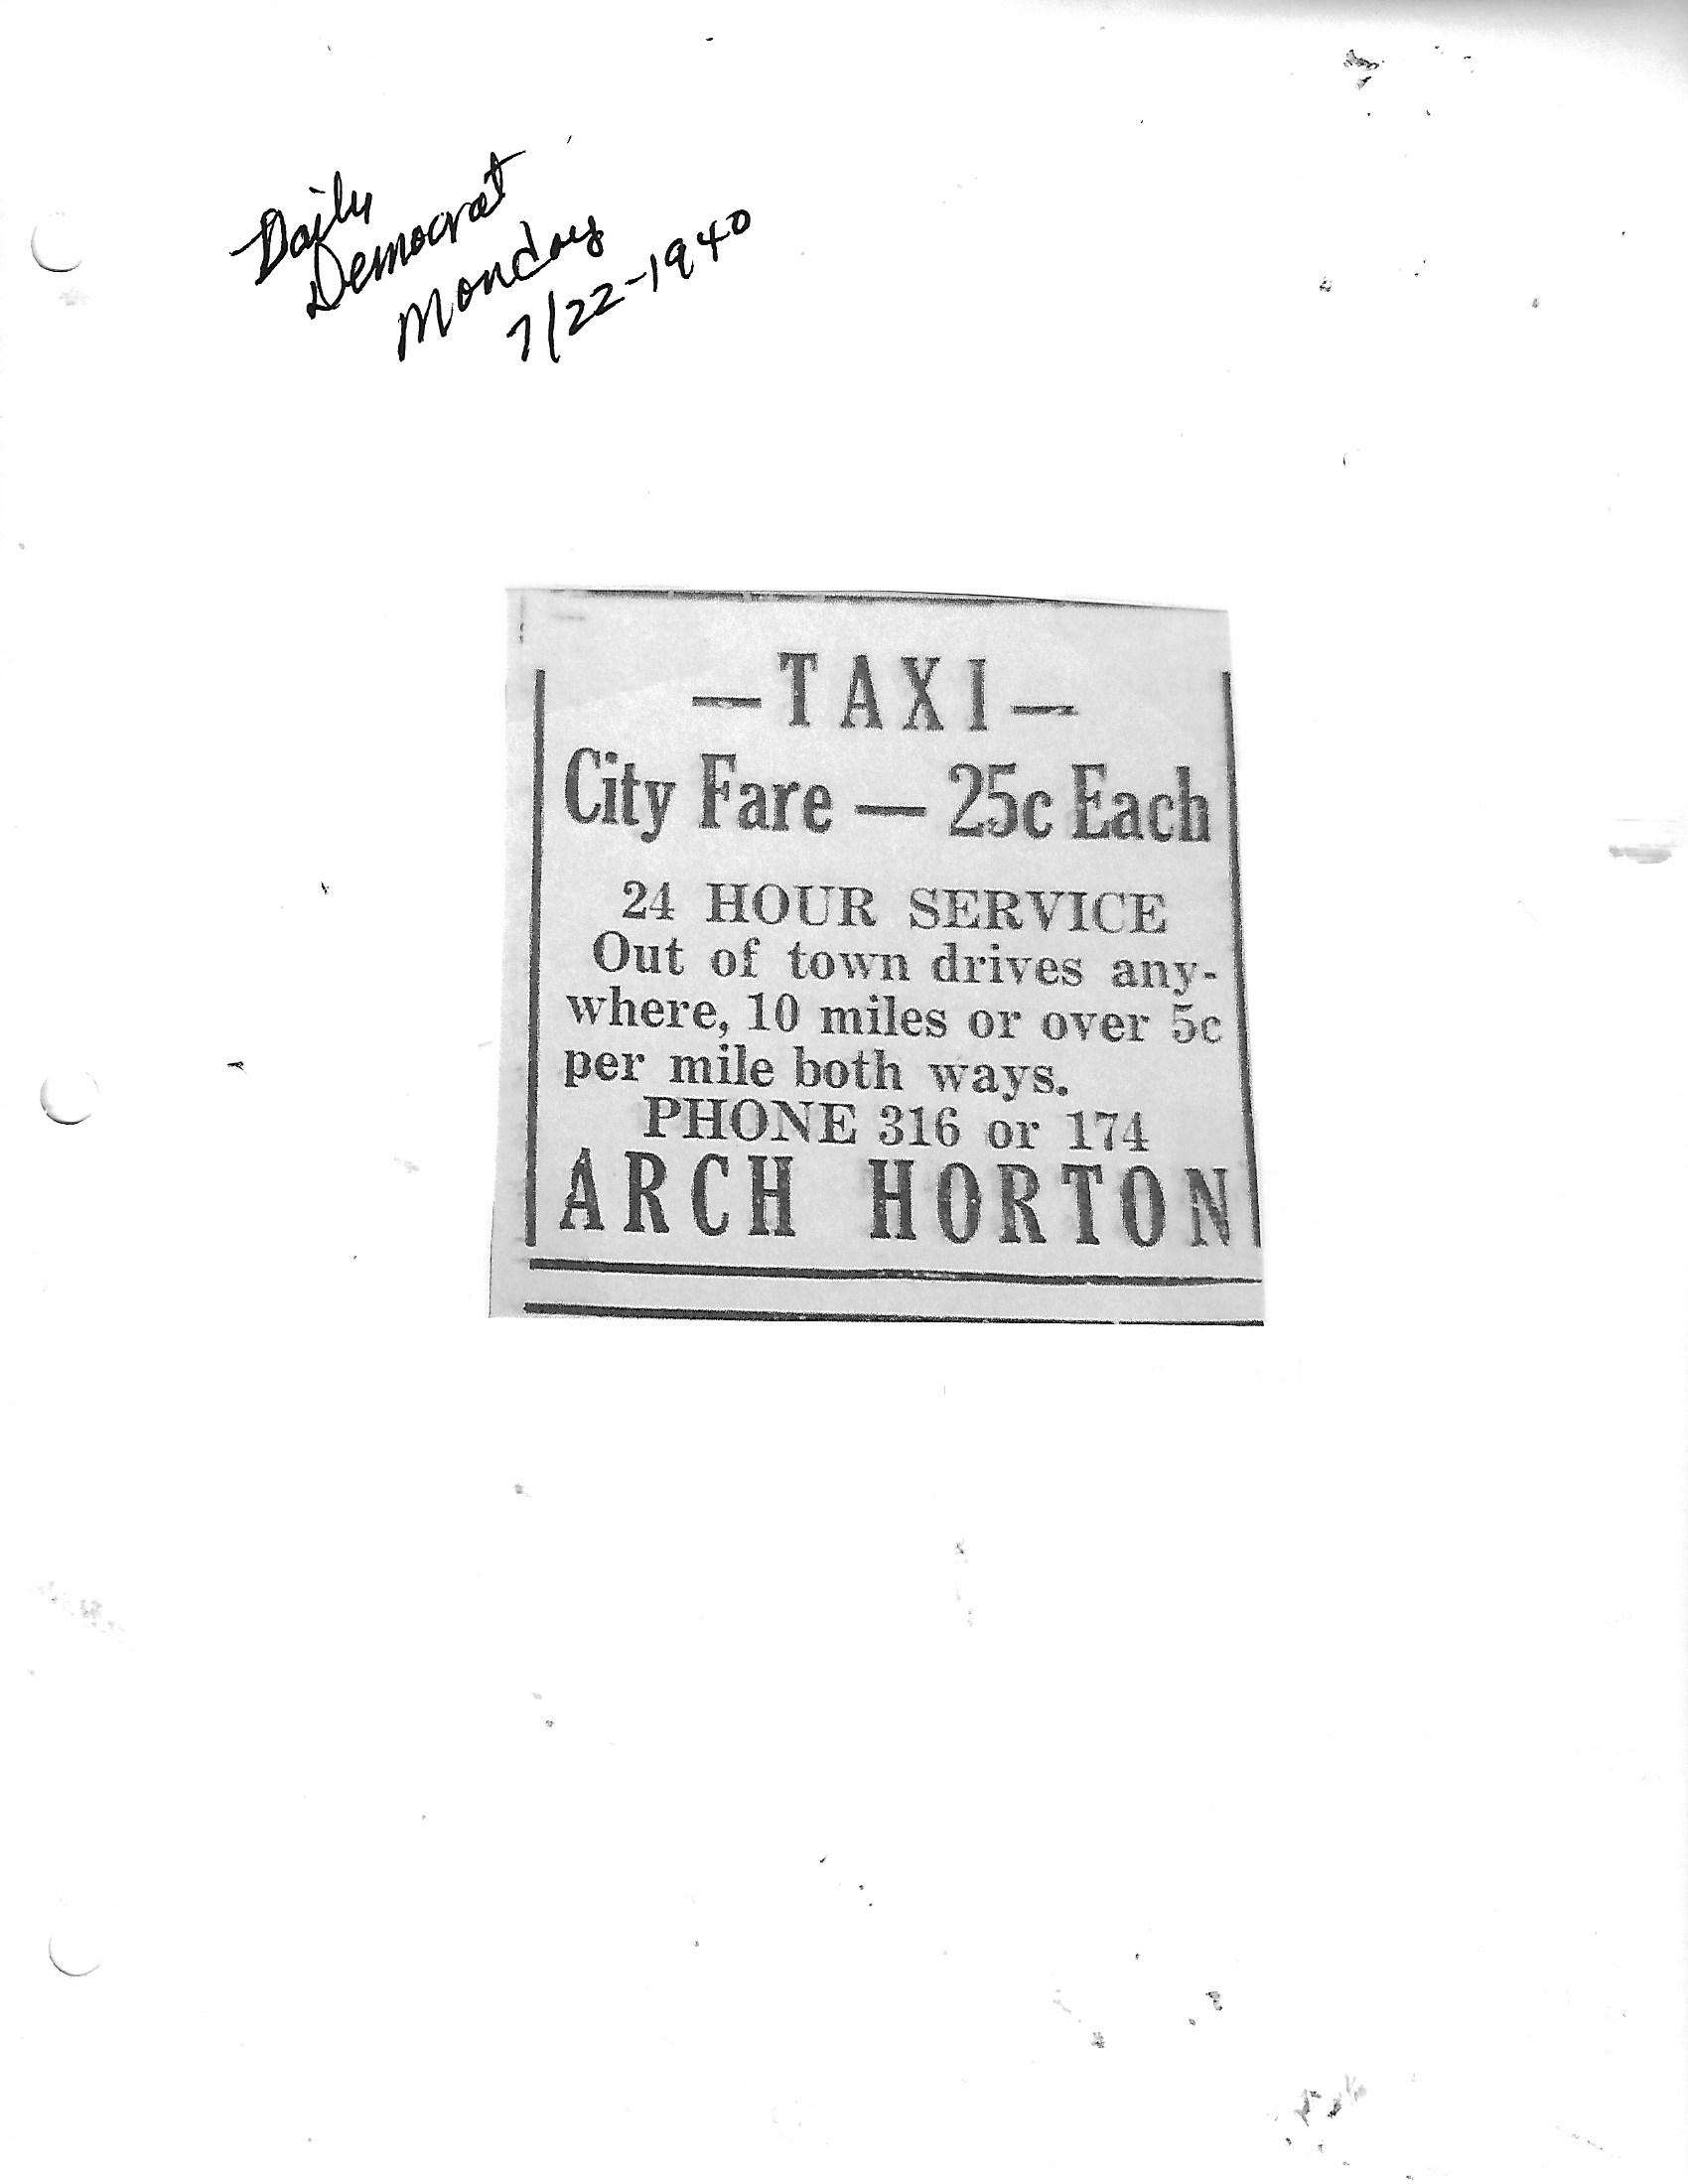 Daily
Democrat
Monday
7/22-1940
—TAXI—
City Fare — 25c Each
24 HOUR SERVICE
Out of town drives any-
where, 10 miles or over 5c
per mile both ways.
PHONE 316 or 174
ARCH HORTON